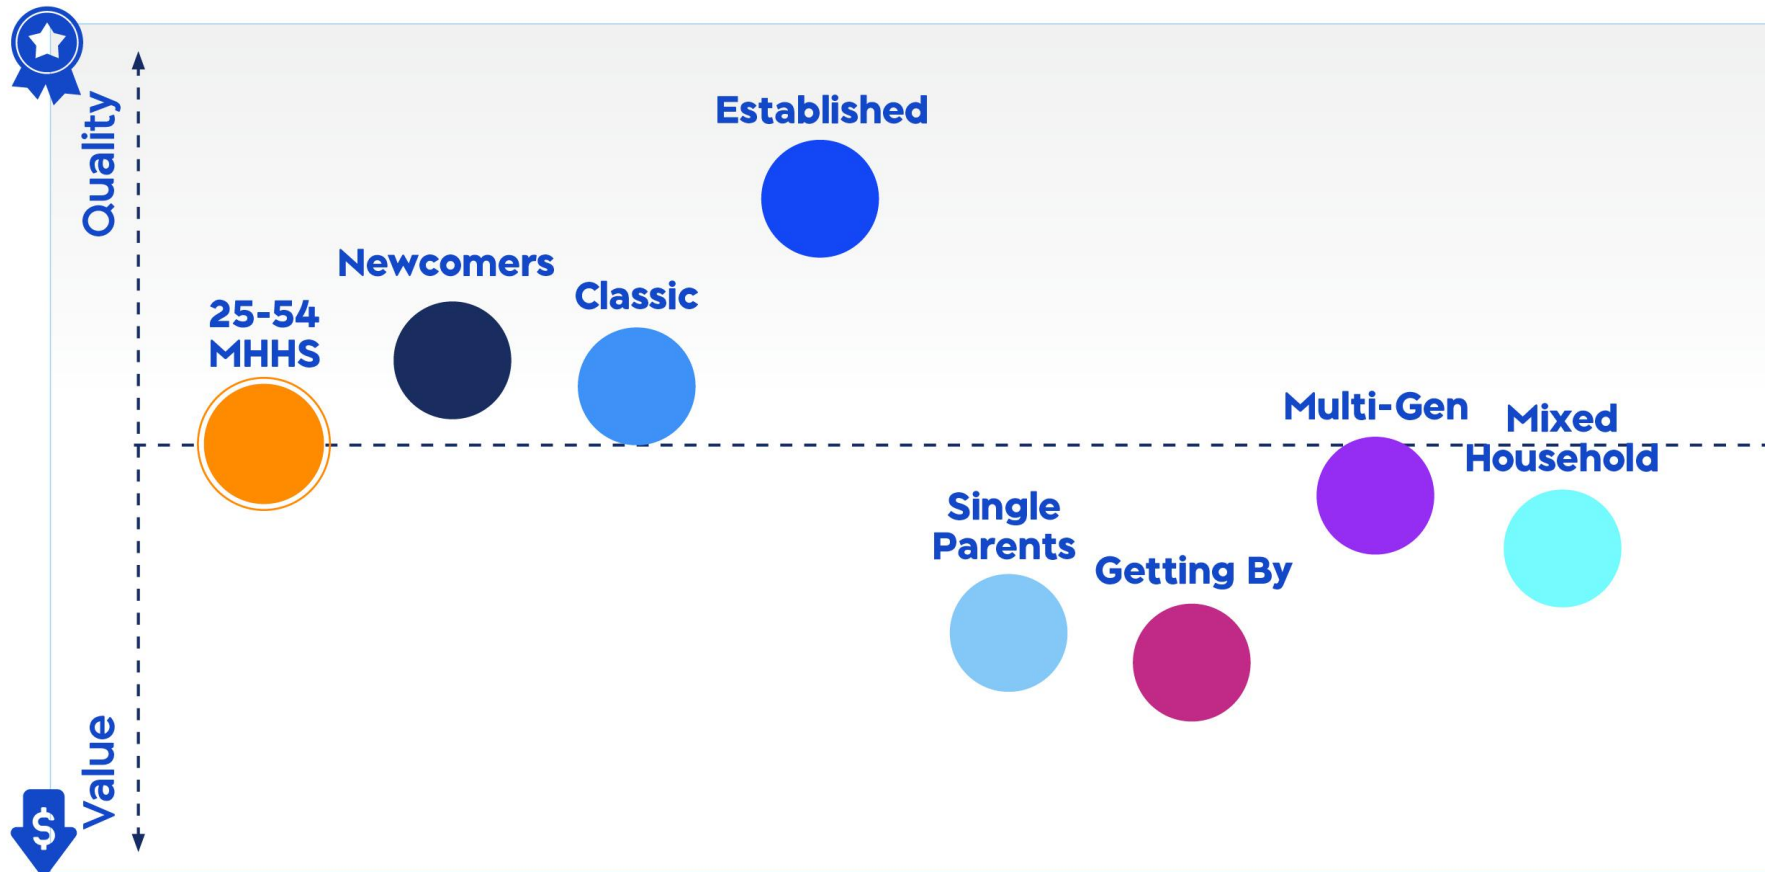 Quality
Established
Newcomers
Classic
25-54
MHHS
Multi-Gen
Mixed
Household
Single
Parents
Getting By
Value
$